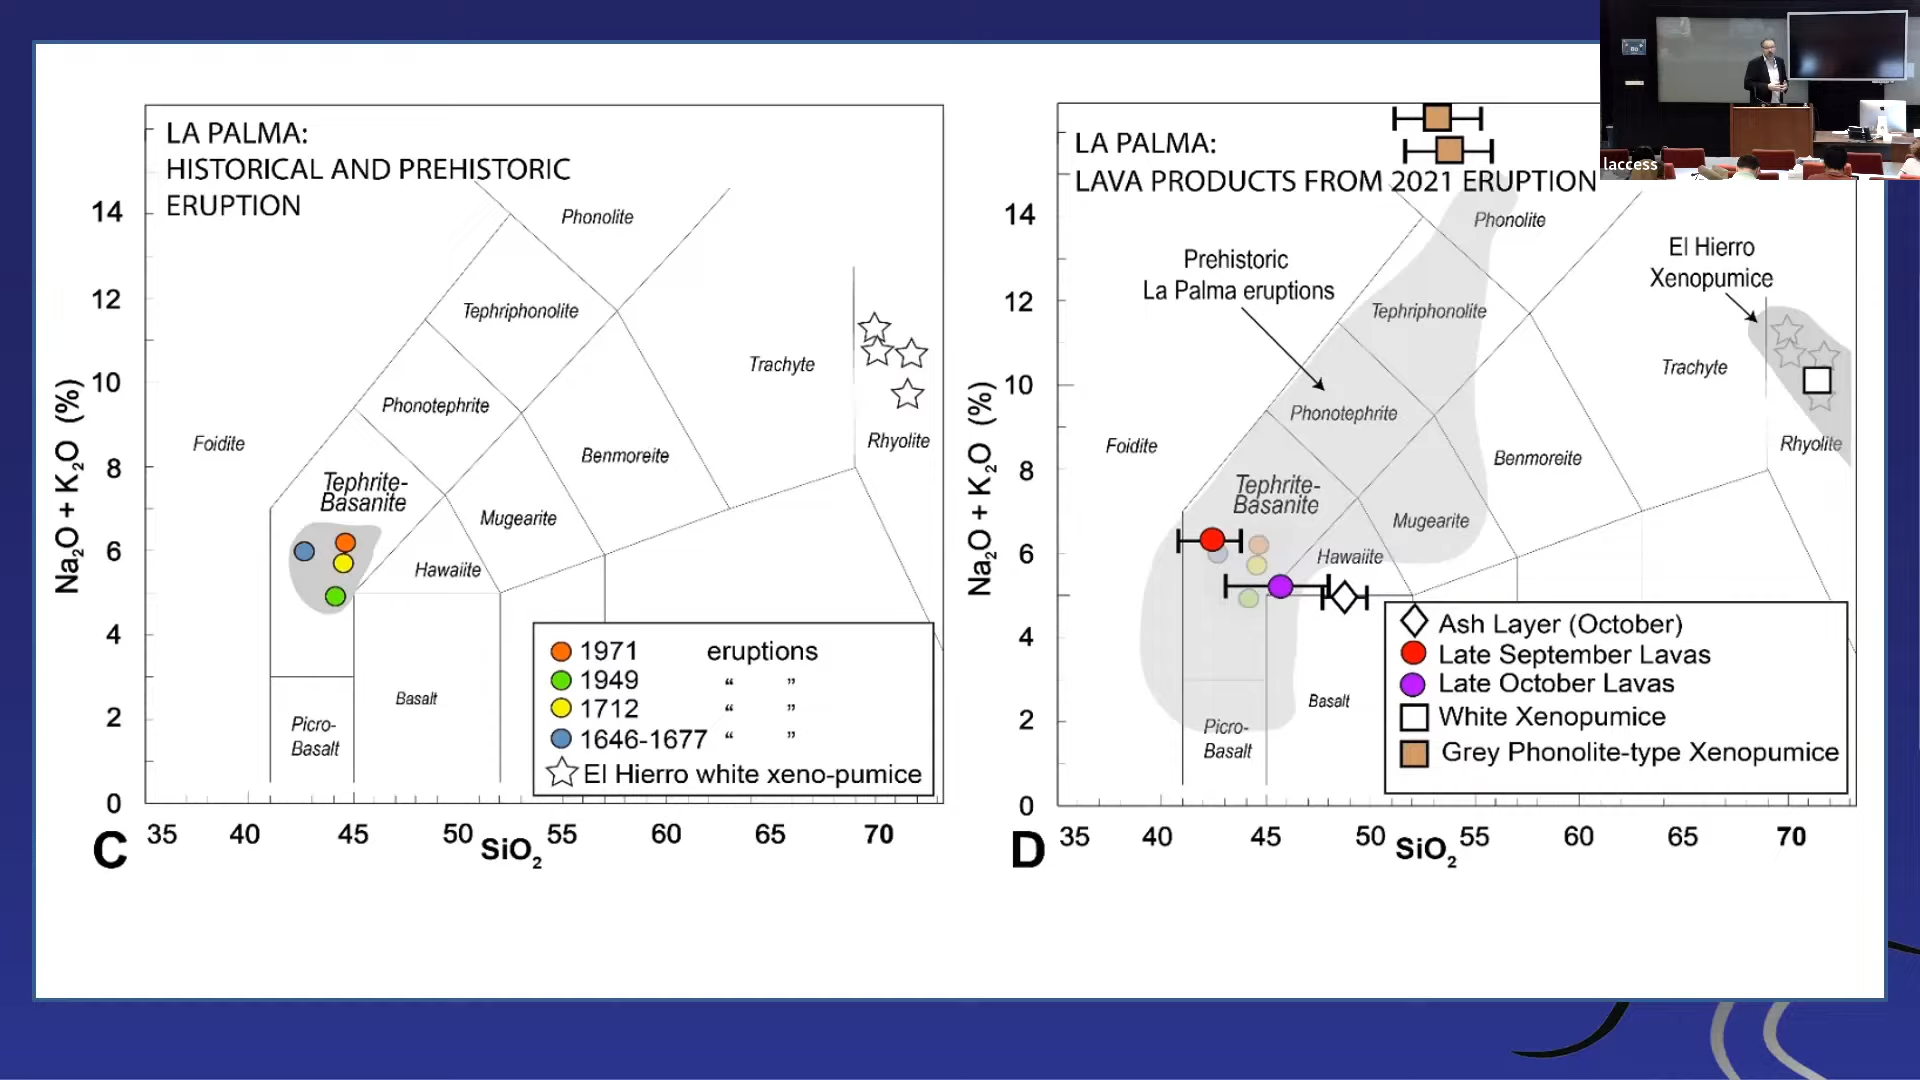 LA PALMA:
HISTORICAL AND PREHISTORIC
ERUPTION
Na₂O + K₂O (%)
14
12
10
8
6
4
2
0
Phonolite
Tephriphonolite
Trachyte
Phonotephrite
Foidite
Rhyolite
Benmoreite
Tephrite-
Basanite
Mugearite
Hawaiite
Basalt
Picro-
Basalt
1971 eruptions
1949 “ ”
1712 “ ”
1646-1677 “ ”
El Hierro white xeno-pumice
35 40 45 50 55 60 65 70
SiO₂
C
LA PALMA:
LAVA PRODUCTS FROM 2021 ERUPTION
Na₂O + K₂O (%)
14
12
10
8
6
4
2
0
Phonolite
El Hierro
Xenopumice
Prehistoric
La Palma eruptions
Tephriphonolite
Trachyte
Phonotephrite
Foidite
Rhyolite
Benmoreite
Tephrite-
Basanite
Mugearite
Hawaiite
Basalt
Picro-
Basalt
Ash Layer (October)
Late September Lavas
Late October Lavas
White Xenopumice
Grey Phonolite-type Xenopumice
35 40 45 50 55 60 65 70
SiO₂
D
laccess